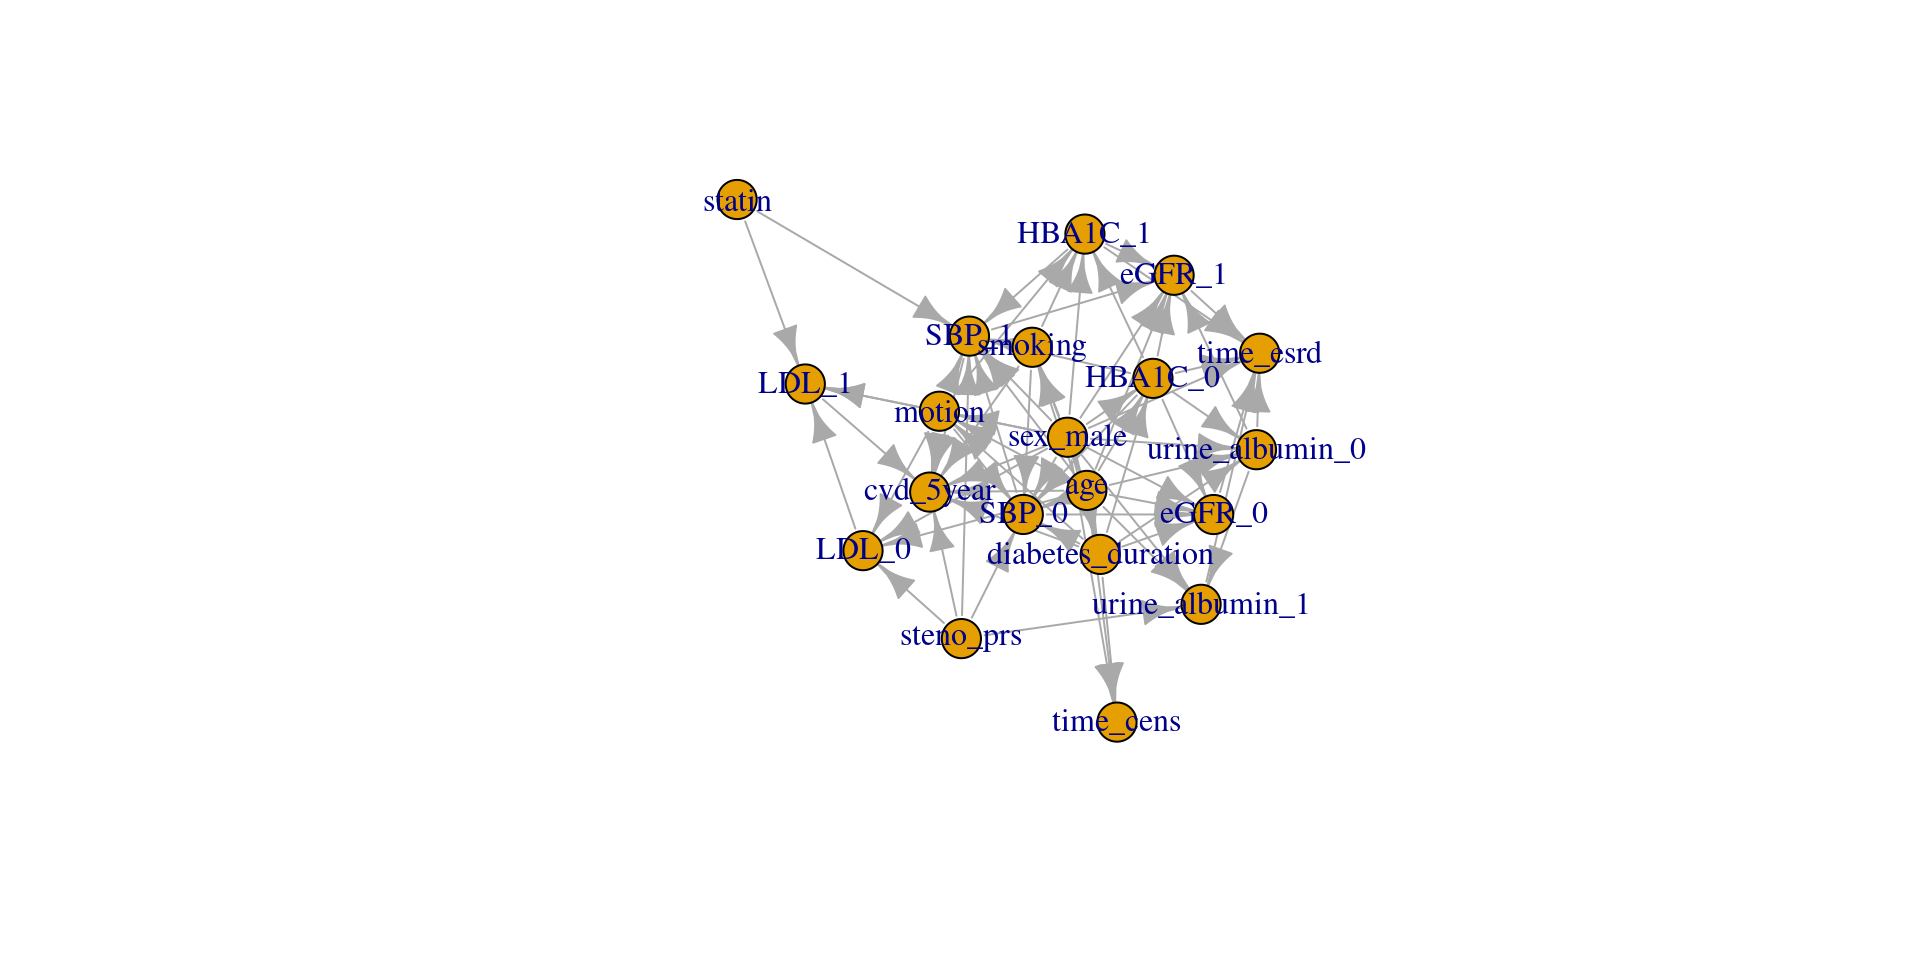 statin
HBA1C_1
eGFR_1
SBP_1
smoking
time_esrd
LDL_1
HBA1C_0
motion
sex_male
urine_albumin_0
cvd_5year
age
SBP_0
eGFR_0
LDL_0
diabetes_duration
urine_albumin_1
steno_prs
time_cens